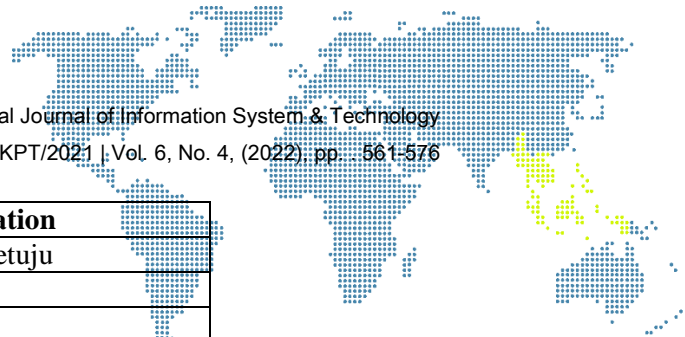 al Journal of Information System & Technology
KPT/2021 | Vol. 6, No. 4, (2022), pp. . 561-576
ation
etuju